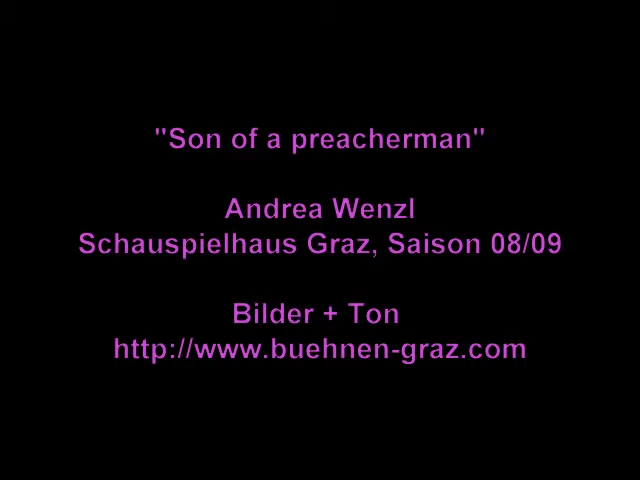 "Son of a preacherman"
Andrea Wenzl
Schauspielhaus Graz, Saison 08/09
Bilder + Ton
http://www.buehnen-graz.com